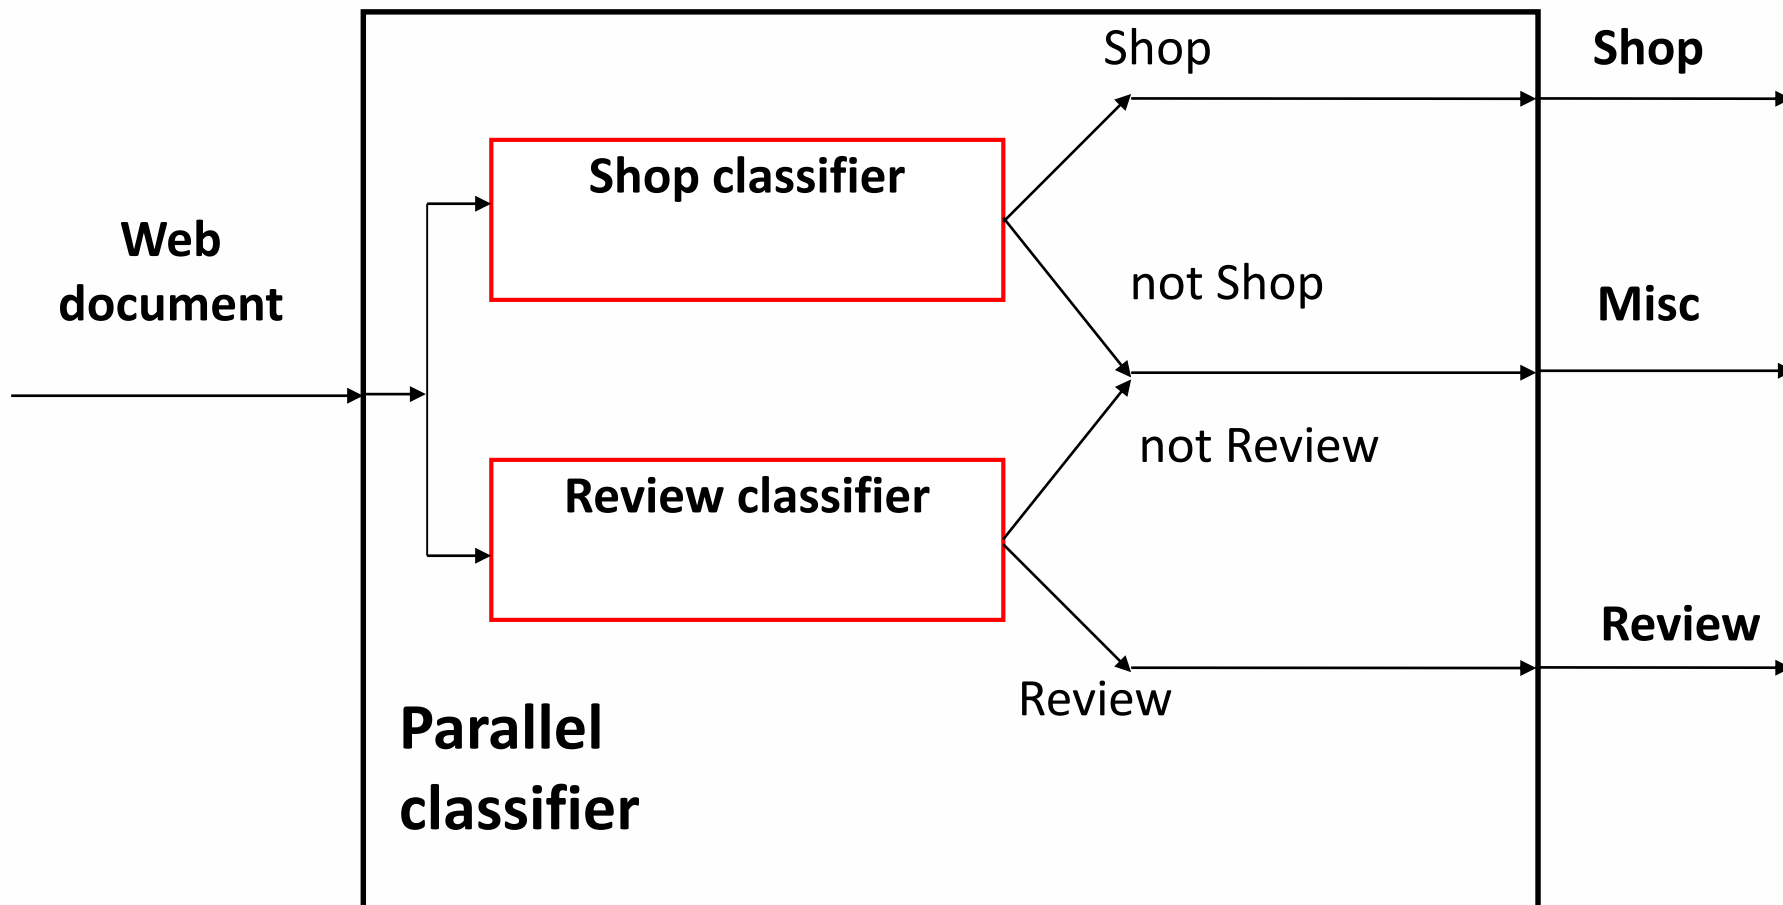 Shop
Shop
Shop classifier
Web
document
not Shop
Misc
not Review
Review classifier
Review
Review
Parallel
classifier